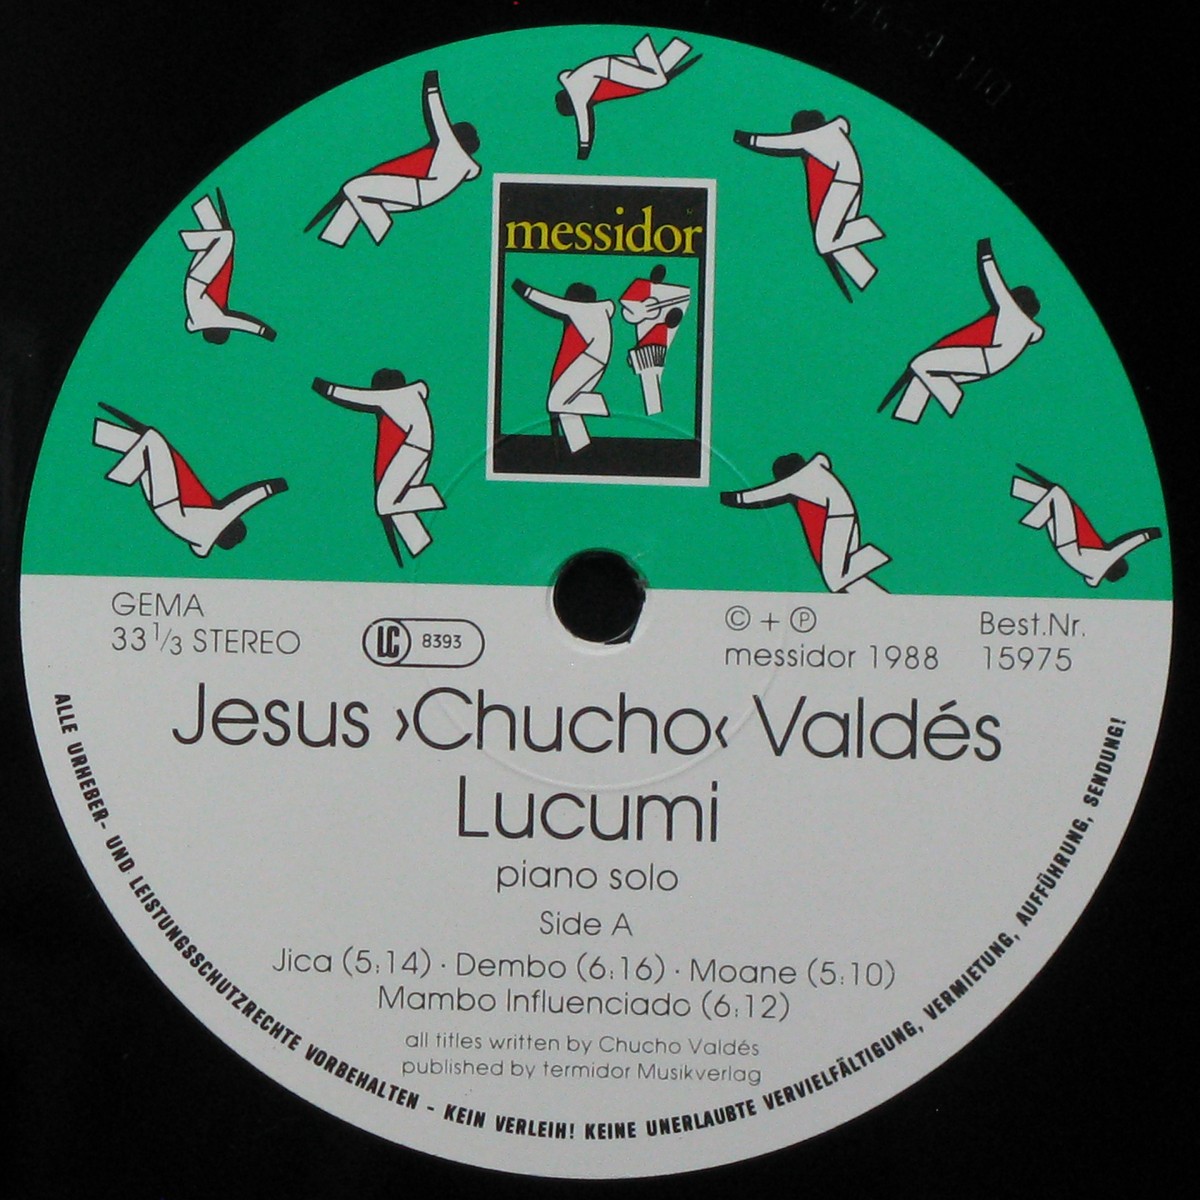 messidor
GEMA
33 1/3 STEREO
LC 8393
© + ℗
messidor 1988
Best.Nr.
15975
Jesus ›Chucho‹ Valdés
Lucumi
piano solo
Side A
Jica (5:14) · Dembo (6:16) · Moane (5:10)
Mambo Influenciado (6:12)
all titles written by Chucho Valdés
published by termidor Musikverlag
ALLE URHEBER- UND LEISTUNGSSCHUTZRECHTE VORBEHALTEN - KEIN VERLEIH! KEINE UNERLAUBTE VERVIELFÄLTIGUNG, VERMIETUNG, AUFFÜHRUNG, SENDUNG!